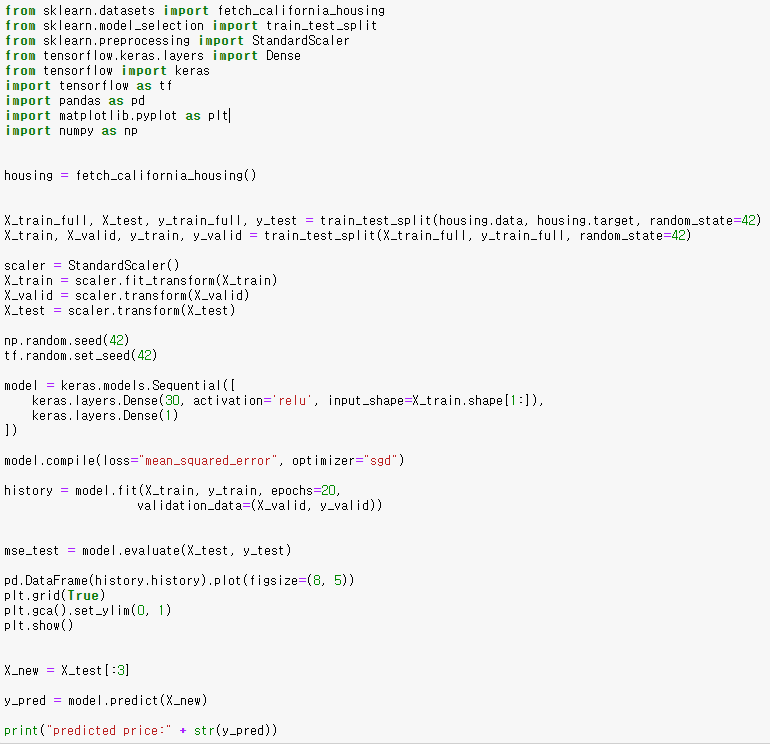 from sklearn.datasets import fetch_california_housing
from sklearn.model_selection import train_test_split
from sklearn.preprocessing import StandardScaler
from tensorflow.keras.layers import Dense
from tensorflow import keras
import tensorflow as tf
import pandas as pd
import matplotlib.pyplot as plt
import numpy as np
housing = fetch_california_housing()
X_train_full, X_test, y_train_full, y_test = train_test_split(housing.data, housing.target, random_state=42)
X_train, X_valid, y_train, y_valid = train_test_split(X_train_full, y_train_full, random_state=42)
scaler = StandardScaler()
X_train = scaler.fit_transform(X_train)
X_valid = scaler.transform(X_valid)
X_test = scaler.transform(X_test)
np.random.seed(42)
tf.random.set_seed(42)
model = keras.models.Sequential([
    keras.layers.Dense(30, activation='relu', input_shape=X_train.shape[1:]),
    keras.layers.Dense(1)
])
model.compile(loss="mean_squared_error", optimizer="sgd")
history = model.fit(X_train, y_train, epochs=20,
                    validation_data=(X_valid, y_valid))
mse_test = model.evaluate(X_test, y_test)
pd.DataFrame(history.history).plot(figsize=(8, 5))
plt.grid(True)
plt.gca().set_ylim(0, 1)
plt.show()
X_new = X_test[:3]
y_pred = model.predict(X_new)
print("predicted price:" + str(y_pred))